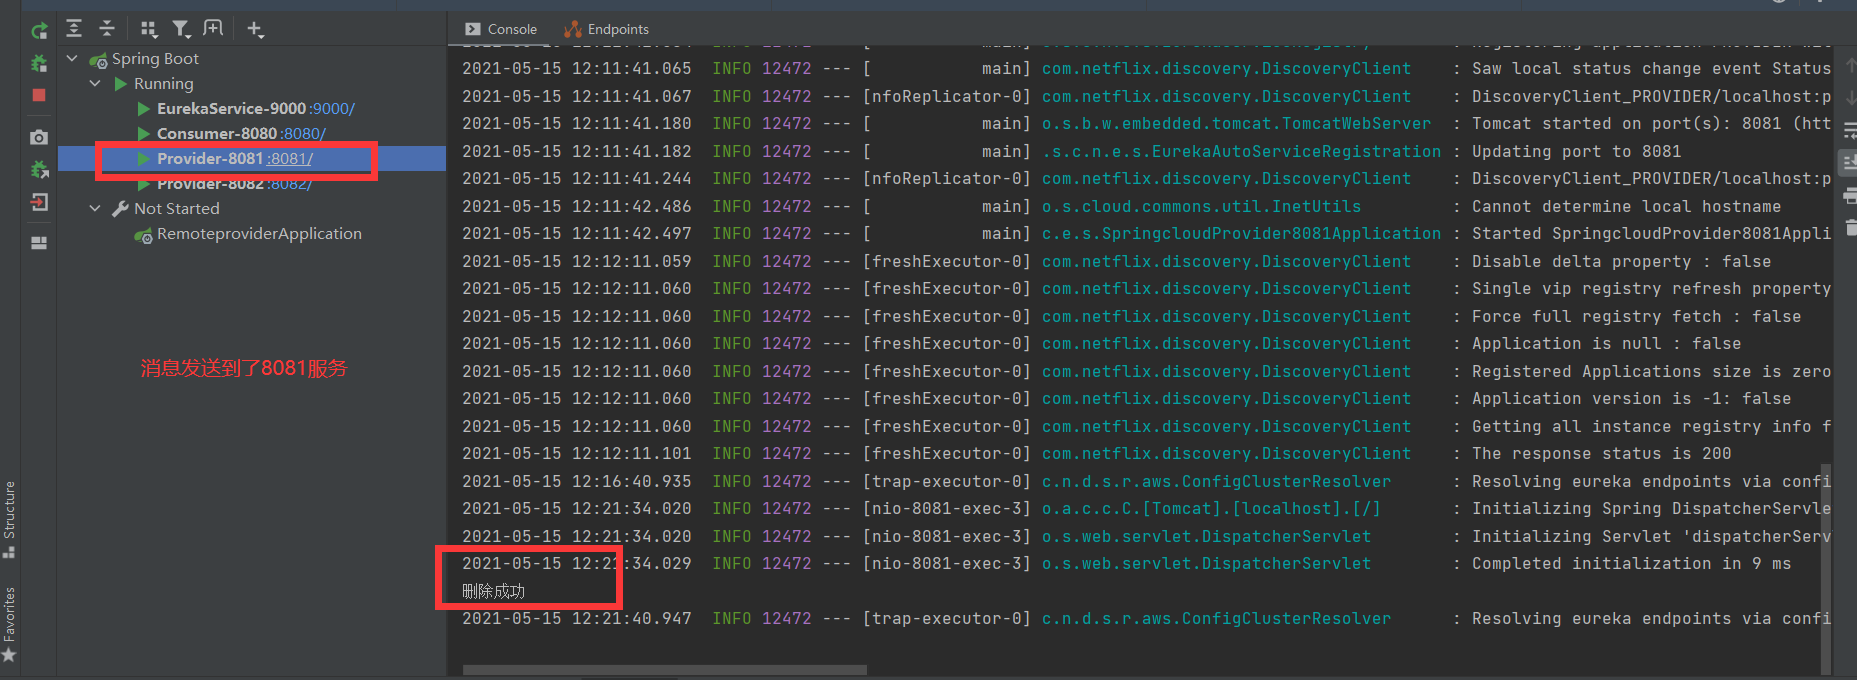 Console
Endpoints
Spring Boot
Running
EurekaService-9000 :9000/
Consumer-8080 :8080/
Provider-8081 :8081/
Provider-8082 :8082/
Not Started
RemoteproviderApplication
消息发送到了8081服务
Structure
Favorites
2021-05-15 12:11:41.065 INFO 12472 --- [ main] com.netflix.discovery.DiscoveryClient : Saw local status change event Status
2021-05-15 12:11:41.067 INFO 12472 --- [nfoReplicator-0] com.netflix.discovery.DiscoveryClient : DiscoveryClient_PROVIDER/localhost:p
2021-05-15 12:11:41.180 INFO 12472 --- [ main] o.s.b.w.embedded.tomcat.TomcatWebServer : Tomcat started on port(s): 8081 (htt
2021-05-15 12:11:41.182 INFO 12472 --- [ main] .s.c.n.e.s.EurekaAutoServiceRegistration : Updating port to 8081
2021-05-15 12:11:41.244 INFO 12472 --- [nfoReplicator-0] com.netflix.discovery.DiscoveryClient : DiscoveryClient_PROVIDER/localhost:p
2021-05-15 12:11:42.486 INFO 12472 --- [ main] o.s.cloud.commons.util.InetUtils : Cannot determine local hostname
2021-05-15 12:11:42.497 INFO 12472 --- [ main] c.e.s.SpringcloudProvider8081Application : Started SpringcloudProvider8081Appli
2021-05-15 12:12:11.059 INFO 12472 --- [freshExecutor-0] com.netflix.discovery.DiscoveryClient : Disable delta property : false
2021-05-15 12:12:11.060 INFO 12472 --- [freshExecutor-0] com.netflix.discovery.DiscoveryClient : Single vip registry refresh property
2021-05-15 12:12:11.060 INFO 12472 --- [freshExecutor-0] com.netflix.discovery.DiscoveryClient : Force full registry fetch : false
2021-05-15 12:12:11.060 INFO 12472 --- [freshExecutor-0] com.netflix.discovery.DiscoveryClient : Application is null : false
2021-05-15 12:12:11.060 INFO 12472 --- [freshExecutor-0] com.netflix.discovery.DiscoveryClient : Registered Applications size is zero
2021-05-15 12:12:11.060 INFO 12472 --- [freshExecutor-0] com.netflix.discovery.DiscoveryClient : Application version is -1: false
2021-05-15 12:12:11.060 INFO 12472 --- [freshExecutor-0] com.netflix.discovery.DiscoveryClient : Getting all instance registry info f
2021-05-15 12:12:11.101 INFO 12472 --- [freshExecutor-0] com.netflix.discovery.DiscoveryClient : The response status is 200
2021-05-15 12:16:40.935 INFO 12472 --- [trap-executor-0] c.n.d.s.r.aws.ConfigClusterResolver : Resolving eureka endpoints via confi
2021-05-15 12:21:34.020 INFO 12472 --- [nio-8081-exec-3] o.a.c.c.C.[Tomcat].[localhost].[/] : Initializing Spring DispatcherServle
2021-05-15 12:21:34.020 INFO 12472 --- [nio-8081-exec-3] o.s.web.servlet.DispatcherServlet : Initializing Servlet 'dispatcherServ
2021-05-15 12:21:34.029 INFO 12472 --- [nio-8081-exec-3] o.s.web.servlet.DispatcherServlet : Completed initialization in 9 ms
删除成功
2021-05-15 12:21:40.947 INFO 12472 --- [trap-executor-0] c.n.d.s.r.aws.ConfigClusterResolver : Resolving eureka endpoints via confi